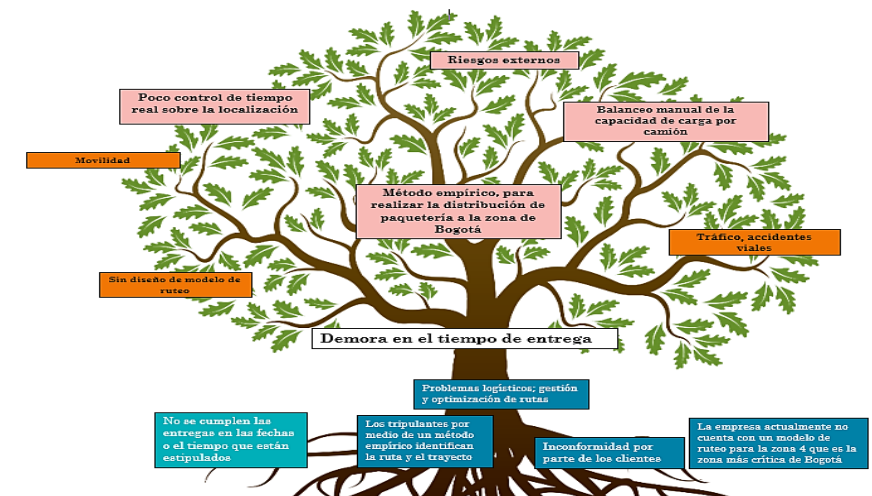 Riesgos externos
Poco control de tiempo
real sobre la localización
Balanceo manual de la
capacidad de carga por
camión
Movilidad
Método empírico, para
realizar la distribución de
paquetería a la zona de
Bogotá
Tráfico, accidentes
viales
Sin diseño de modelo de
ruteo
Demora en el tiempo de entrega
Problemas logísticos; gestión
y optimización de rutas
No se cumplen las
entregas en las fechas
o el tiempo que están
estipulados
Los tripulantes por
medio de un método
empírico identifican
la ruta y el trayecto
Inconformidad por
parte de los clientes
La empresa actualmente no
cuenta con un modelo de
ruteo para la zona 4 que es la
zona más crítica de Bogotá